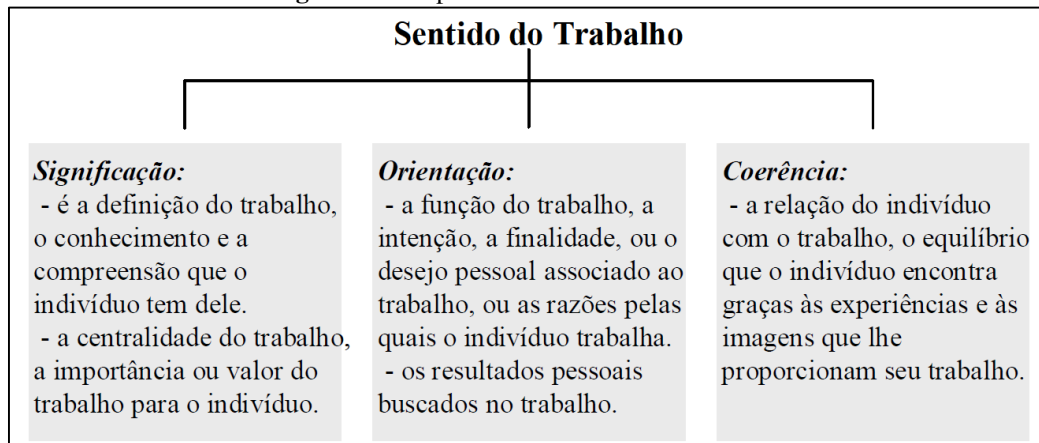 Sentido do Trabalho
Significação:
- é a definição do trabalho,
o conhecimento e a
compreensão que o
indivíduo tem dele.
- a centralidade do trabalho,
a importância ou valor do
trabalho para o indivíduo.
Orientação:
- a função do trabalho, a
intenção, a finalidade, ou o
desejo pessoal associado ao
trabalho, ou as razões pelas
quais o indivíduo trabalha.
- os resultados pessoais
buscados no trabalho.
Coerência:
- a relação do indivíduo
com o trabalho, o equilíbrio
que o indivíduo encontra
graças às experiências e às
imagens que lhe
proporcionam seu trabalho.